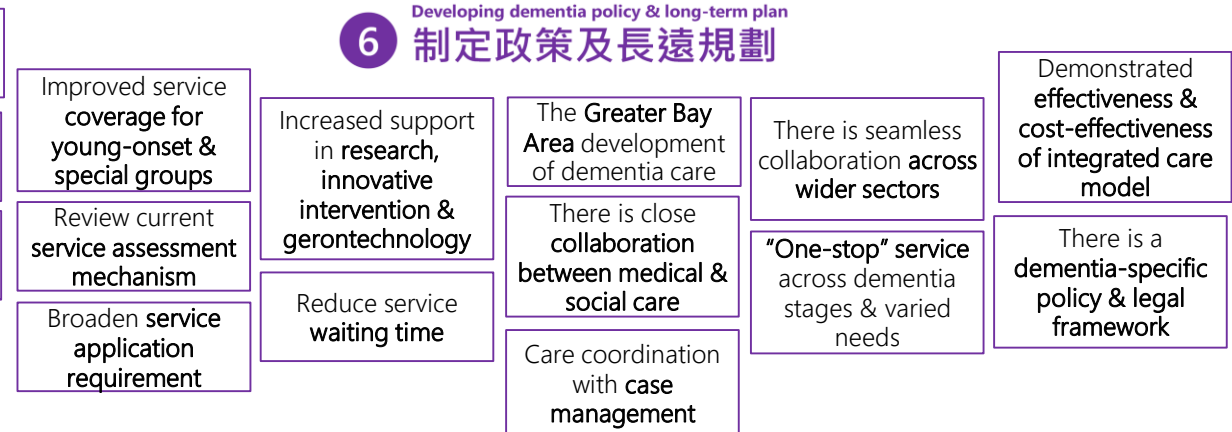 Developing dementia policy & long-term plan
6 制定政策及長遠規劃
Improved service
coverage for
young-onset &
special groups
Review current
service assessment
mechanism
Broaden service
application
requirement
Increased support
in research,
innovative
intervention &
gerontechnology
Reduce service
waiting time
The Greater Bay
Area development
of dementia care
There is close
collaboration
between medical &
social care
Care coordination
with case
management
There is seamless
collaboration across
wider sectors
"One-stop" service
across dementia
stages & varied
needs
Demonstrated
effectiveness &
cost-effectiveness
of integrated care
model
There is a
dementia-specific
policy & legal
framework